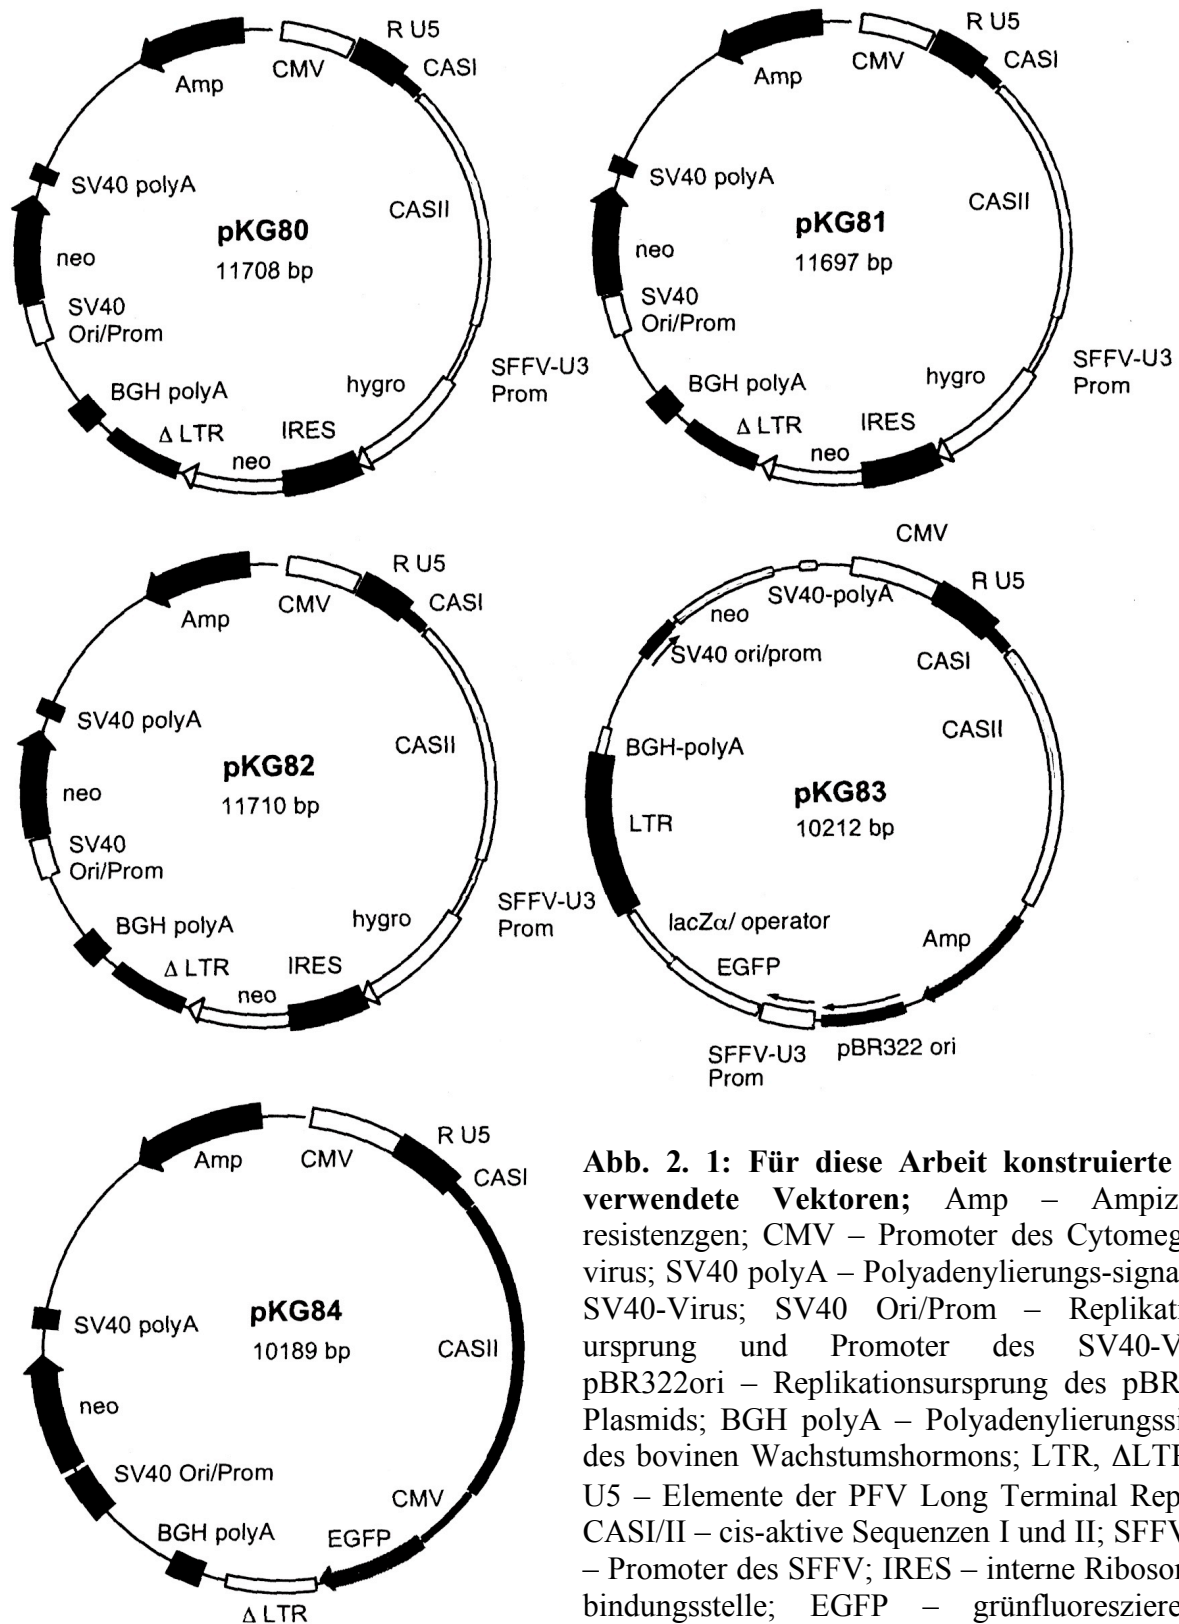 R U5
CMV
CASI
Amp
SV40 polyA
CASII
pKG80
11708 bp
neo
SV40
Ori/Prom
SFFV-U3
Prom
hygro
BGH polyA
Δ LTR
IRES
neo
R U5
CMV
CASI
Amp
SV40 polyA
CASII
pKG81
11697 bp
neo
SV40
Ori/Prom
SFFV-U3
Prom
hygro
BGH polyA
Δ LTR
IRES
neo
R U5
CMV
CASI
Amp
SV40 polyA
CASII
pKG82
11710 bp
neo
SV40
Ori/Prom
SFFV-U3
Prom
hygro
BGH polyA
Δ LTR
IRES
neo
CMV
R U5
SV40-polyA
neo
SV40 ori/prom
CASI
CASII
BGH-polyA
pKG83
10212 bp
LTR
lacZα/ operator
Amp
EGFP
pBR322 ori
SFFV-U3
Prom
R U5
CMV
CASI
Amp
SV40 polyA
pKG84
10189 bp
CASII
neo
SV40 Ori/Prom
CMV
BGH polyA
EGFP
Δ LTR
Abb. 2. 1: Für diese Arbeit konstruierte
verwendete Vektoren; Amp – Ampiz
resistenzgen; CMV – Promoter des Cytomeg
virus; SV40 polyA – Polyadenylierungs-signa
SV40-Virus; SV40 Ori/Prom – Replikati
ursprung und Promoter des SV40-V
pBR322ori – Replikationsursprung des pBR
Plasmids; BGH polyA – Polyadenylierungssi
des bovinen Wachstumshormons; LTR, ΔLTR
U5 – Elemente der PFV Long Terminal Rep
CASI/II – cis-aktive Sequenzen I und II; SFFV
– Promoter des SFFV; IRES – interne Riboson
bindungsstelle; EGFP – grünfluoreszierе